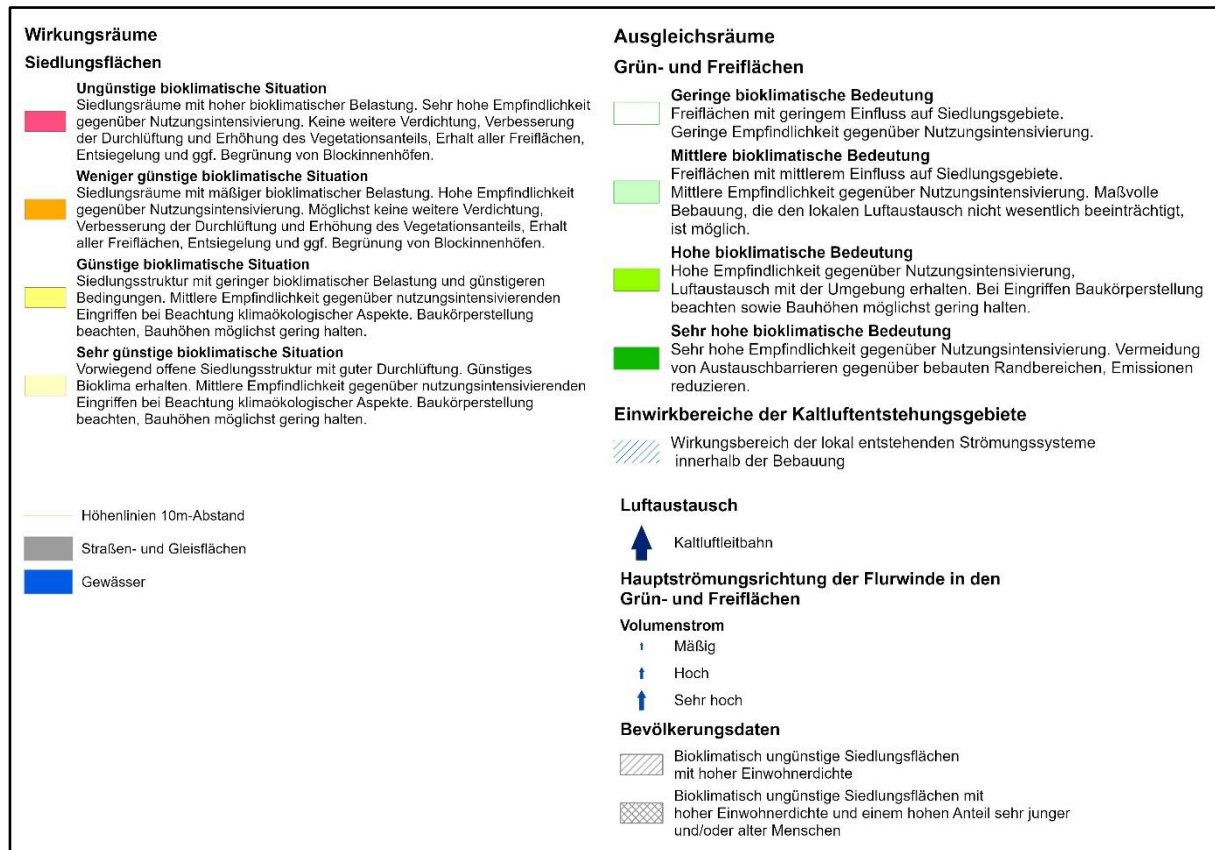 Wirkungsräume
Siedlungsflächen
Ungünstige bioklimatische Situation
Siedlungsräume mit hoher bioklimatischer Belastung. Sehr hohe Empfindlichkeit
gegenüber Nutzungsintensivierung. Keine weitere Verdichtung, Verbesserung
der Durchlüftung und Erhöhung des Vegetationsanteils, Erhalt aller Freiflächen,
Entsiegelung und ggf. Begrünung von Blockinnenhöfen.
Weniger günstige bioklimatische Situation
Siedlungsräume mit mäßiger bioklimatischer Belastung. Hohe Empfindlichkeit
gegenüber Nutzungsintensivierung. Möglichst keine weitere Verdichtung,
Verbesserung der Durchlüftung und Erhöhung des Vegetationsanteils, Erhalt
aller Freiflächen, Entsiegelung und ggf. Begrünung von Blockinnenhöfen.
Günstige bioklimatische Situation
Siedlungsstruktur mit geringer bioklimatischer Belastung und günstigeren
Bedingungen. Mittlere Empfindlichkeit gegenüber nutzungsintensivierenden
Eingriffen bei Beachtung klimaökologischer Aspekte. Baukörperstellung
beachten, Bauhöhen möglichst gering halten.
Sehr günstige bioklimatische Situation
Vorwiegend offene Siedlungsstruktur mit guter Durchlüftung. Günstiges
Bioklima erhalten. Mittlere Empfindlichkeit gegenüber nutzungsintensivierenden
Eingriffen bei Beachtung klimaökologischer Aspekte. Baukörperstellung
beachten, Bauhöhen möglichst gering halten.
Höhenlinien 10m-Abstand
Straßen- und Gleisflächen
Gewässer
Ausgleichsräume
Grün- und Freiflächen
Geringe bioklimatische Bedeutung
Freiflächen mit geringem Einfluss auf Siedlungsgebiete.
Geringe Empfindlichkeit gegenüber Nutzungsintensivierung.
Mittlere bioklimatische Bedeutung
Freiflächen mit mittlerem Einfluss auf Siedlungsgebiete.
Mittlere Empfindlichkeit gegenüber Nutzungsintensivierung. Maßvolle
Bebauung, die den lokalen Luftaustausch nicht wesentlich beeinträchtigt,
ist möglich.
Hohe bioklimatische Bedeutung
Hohe Empfindlichkeit gegenüber Nutzungsintensivierung,
Luftaustausch mit der Umgebung erhalten. Bei Eingriffen Baukörperstellung
beachten sowie Bauhöhen möglichst gering halten.
Sehr hohe bioklimatische Bedeutung
Sehr hohe Empfindlichkeit gegenüber Nutzungsintensivierung. Vermeidung
von Austauschbarrieren gegenüber bebauten Randbereichen, Emissionen
reduzieren.
Einwirkbereiche der Kaltluftentstehungsgebiete
Wirkungsbereich der lokal entstehenden Strömungssysteme
innerhalb der Bebauung
Luftaustausch
Kaltluftleitbahn
Hauptströmungsrichtung der Flurwinde in den
Grün- und Freiflächen
Volumenstrom
Mäßig
Hoch
Sehr hoch
Bevölkerungsdaten
Bioklimatisch ungünstige Siedlungsflächen
mit hoher Einwohnerdichte
Bioklimatisch ungünstige Siedlungsflächen mit
hoher Einwohnerdichte und einem hohen Anteil sehr junger
und/oder alter Menschen